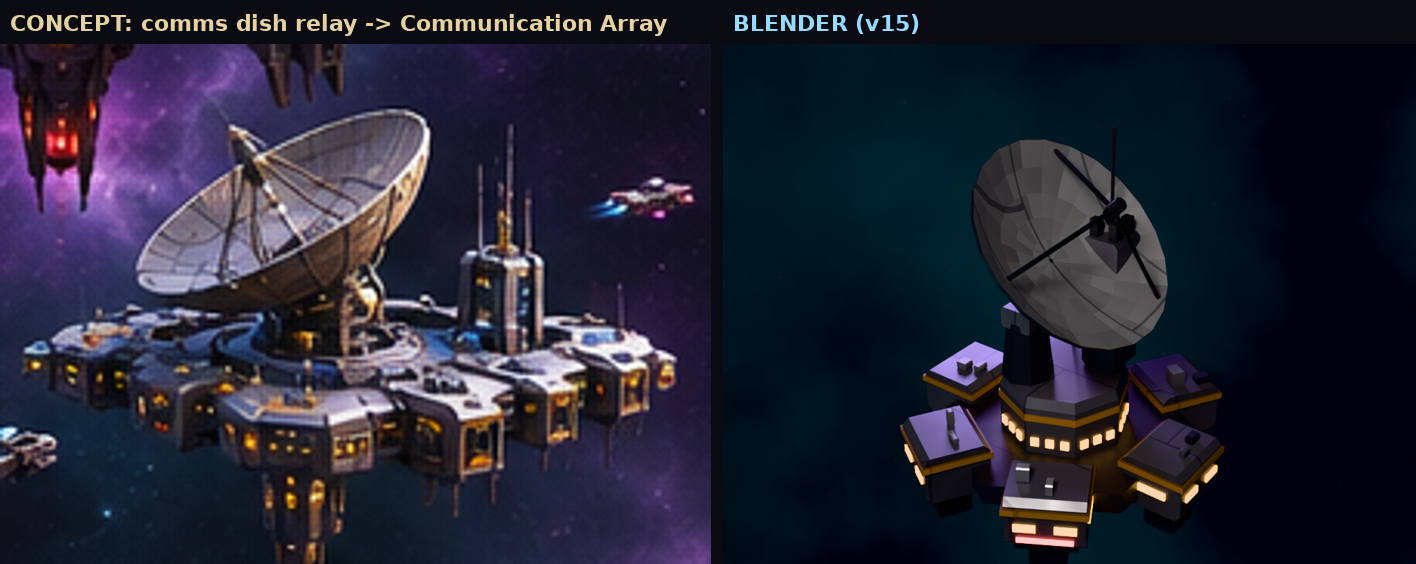 CONCEPT: comms dish relay -> Communication Array
BLENDER (v15)